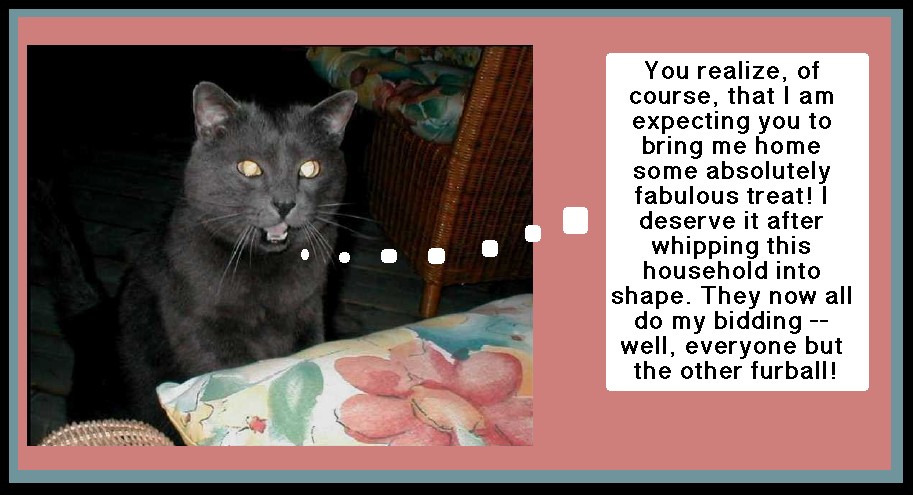 You realize, of
course, that I am
expecting you to
bring me home
some absolutely
fabulous treat! I
deserve it after
whipping this
household into
shape. They now all
do my bidding --
well, everyone but
the other furball!